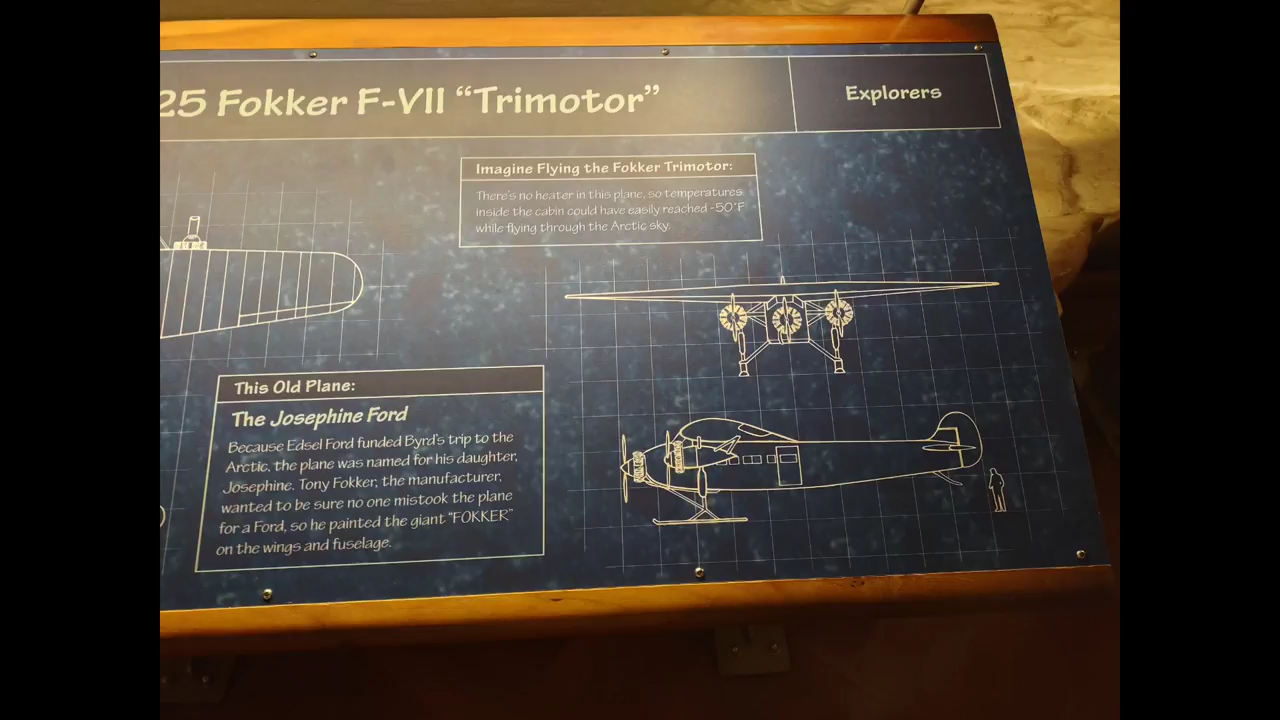 25 Fokker F-VII “Trimotor”
Explorers
Imagine Flying the Fokker Trimotor:
There's no heater in this plane, so temperatures
inside the cabin could have easily reached -50°F
while flying through the Arctic sky.
This Old Plane:
The Josephine Ford
Because Edsel Ford funded Byrd's trip to the
Arctic, the plane was named for his daughter,
Josephine. Tony Fokker, the manufacturer,
wanted to be sure no one mistook the plane
for a Ford, so he painted the giant “FOKKER”
on the wings and fuselage.